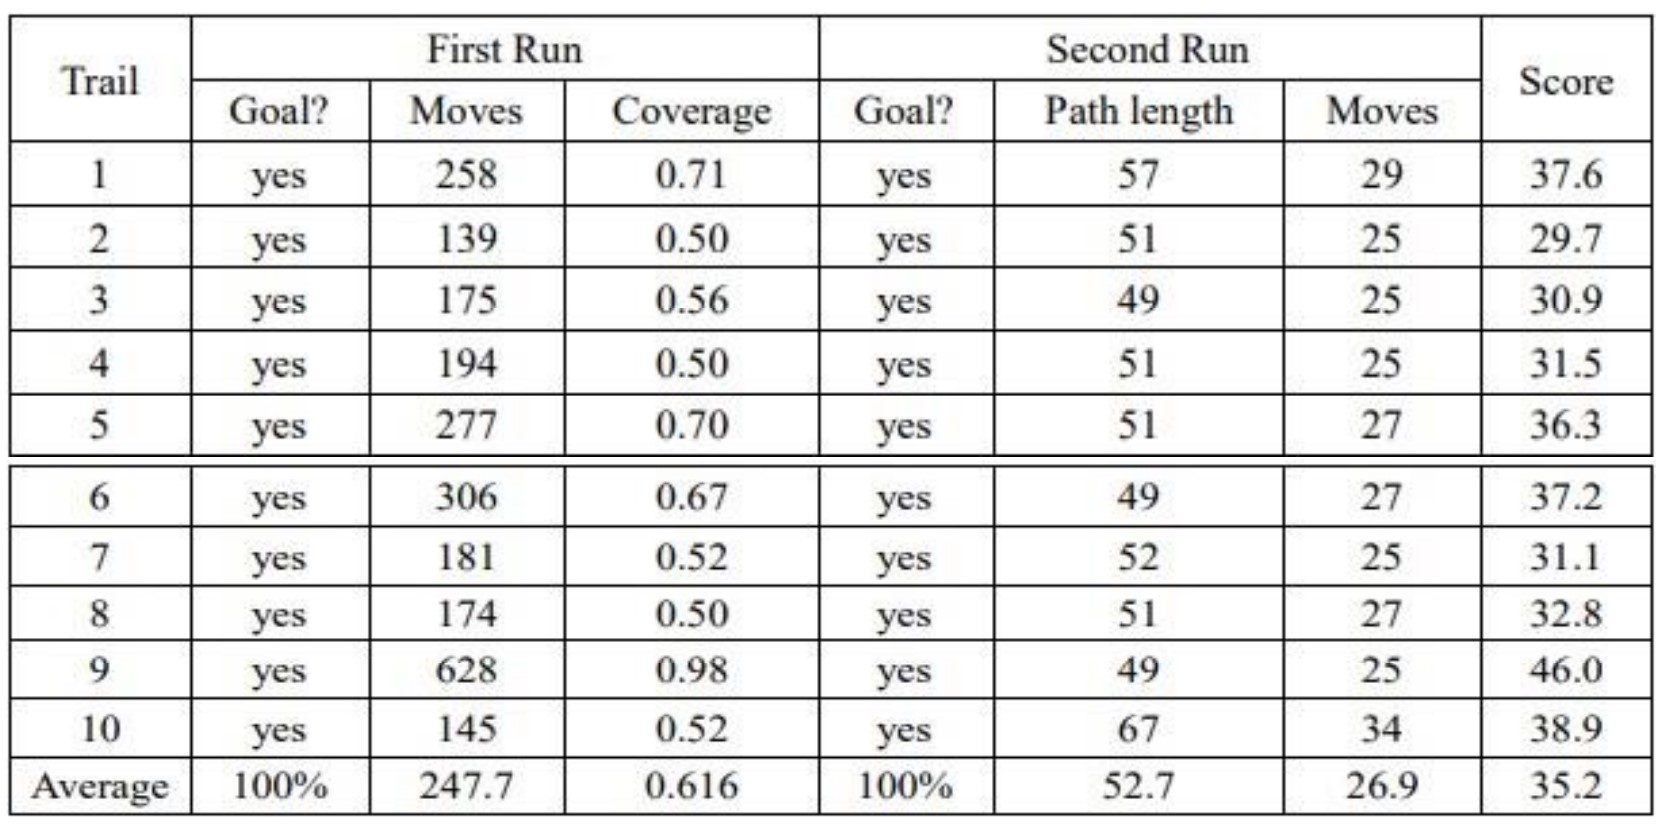 Trail First Run Second Run Score
Goal? Moves Coverage Goal? Path length Moves
1 yes 258 0.71 yes 57 29 37.6
2 yes 139 0.50 yes 51 25 29.7
3 yes 175 0.56 yes 49 25 30.9
4 yes 194 0.50 yes 51 25 31.5
5 yes 277 0.70 yes 51 27 36.3
6 yes 306 0.67 yes 49 27 37.2
7 yes 181 0.52 yes 52 25 31.1
8 yes 174 0.50 yes 51 27 32.8
9 yes 628 0.98 yes 49 25 46.0
10 yes 145 0.52 yes 67 34 38.9
Average 100% 247.7 0.616 100% 52.7 26.9 35.2